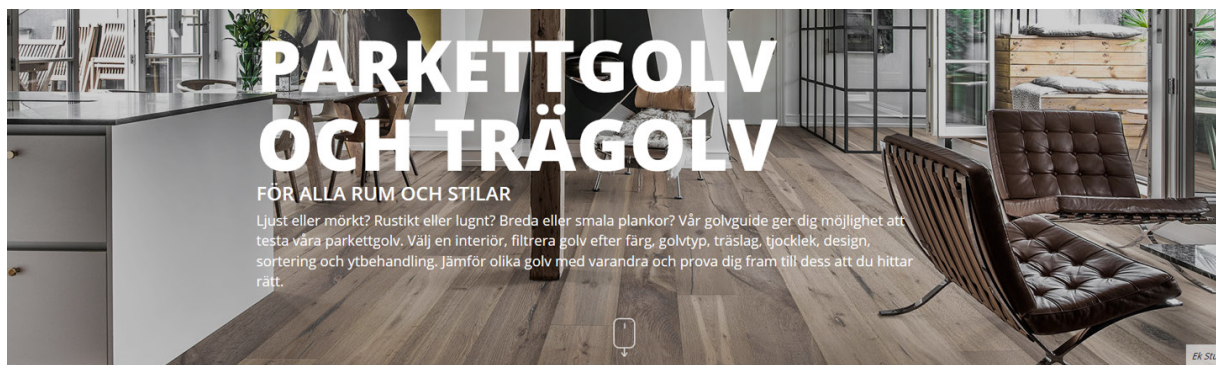 PARKETTGOLV
OCH TRÄGOLV
FÖR ALLA RUM OCH STILAR
Ljust eller mörkt? Rustikt eller lugnt? Breda eller smala plankor? Vår golvguide ger dig möjlighet att
testa våra parkettgolv. Välj en interiör, filtrera golv efter färg, golvtyp, träslag, tjocklek, design,
sortering och ytbehandling. Jämför olika golv med varandra och prova dig fram till dess att du hittar
rätt.
Ek